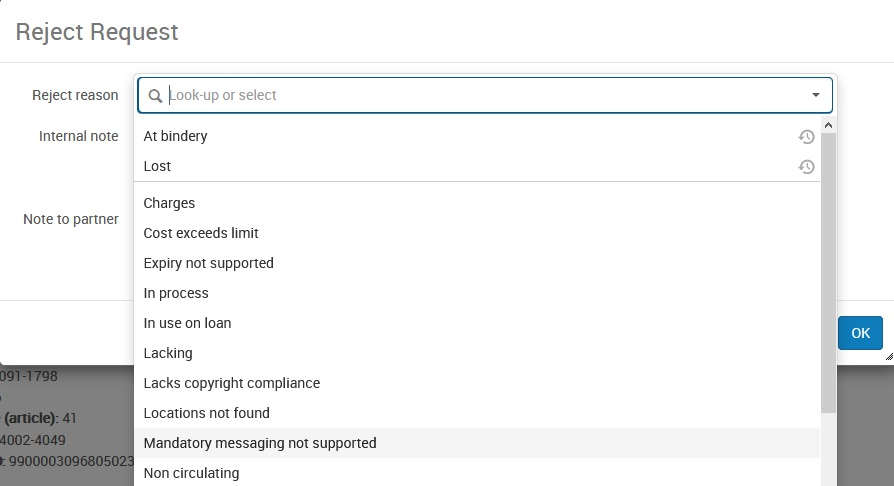 Reject Request
Reject reason
Look-up or select
Internal note
At bindery
Lost
Charges
Note to partner
Cost exceeds limit
Expiry not supported
In process
In use on loan
OK
Lacking
Lacks copyright compliance
Locations not found
Mandatory messaging not supported
Non circulating
091-1798
(article): 41
4002-4049
: 9900003096805023